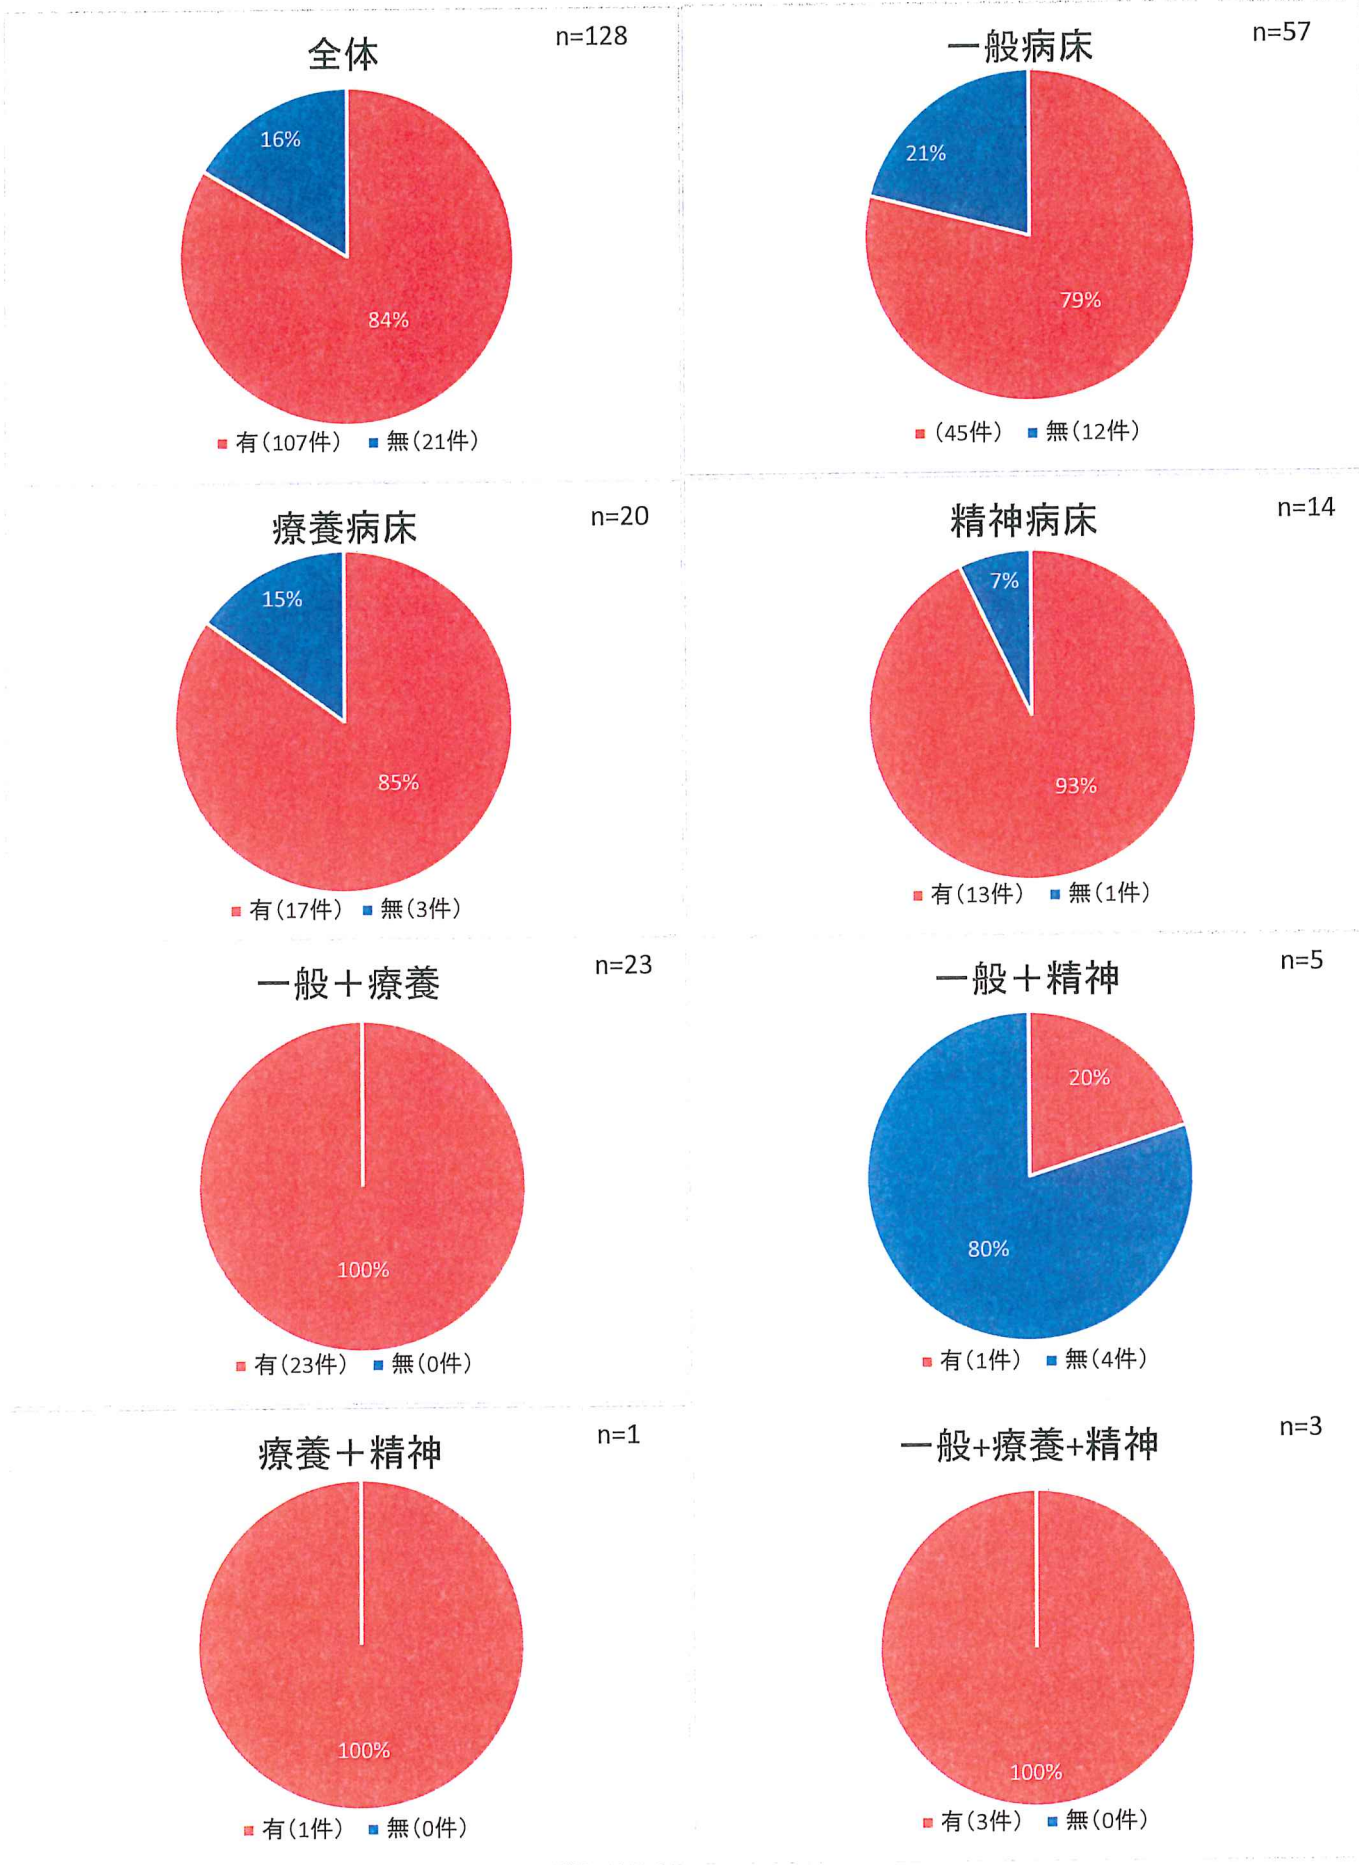 全体
n=128
16%
84%
有(107件) 無(21件)
一般病床
n=57
21%
79%
(45件) 無(12件)
療養病床
n=20
15%
85%
有(17件) 無(3件)
精神病床
n=14
7%
93%
有(13件) 無(1件)
一般＋療養
n=23
100%
有(23件) 無(0件)
一般＋精神
n=5
20%
80%
有(1件) 無(4件)
療養＋精神
n=1
100%
有(1件) 無(0件)
一般+療養+精神
n=3
100%
有(3件) 無(0件)